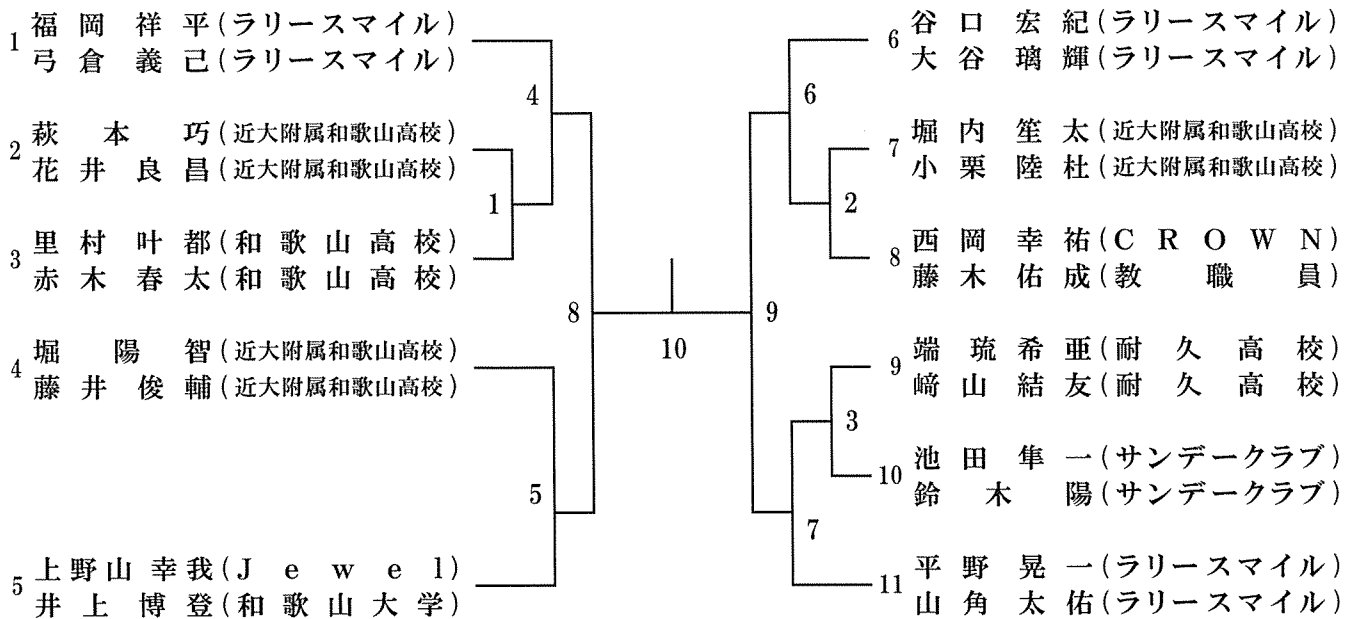 1 福岡祥平(ラリースマイル)
弓倉義己(ラリースマイル)
2 萩本巧(近大附属和歌山高校)
花井良昌(近大附属和歌山高校)
3 里村叶都(和歌山高校)
赤木春太(和歌山高校)
4 堀陽智(近大附属和歌山高校)
藤井俊輔(近大附属和歌山高校)
5 上野山幸我(Jewel)
井上博登(和歌山大学)
4
1
8
5
10
9
6
2
3
7
6 谷口宏紀(ラリースマイル)
大谷璃輝(ラリースマイル)
7 堀内笙太(近大附属和歌山高校)
小栗陸杜(近大附属和歌山高校)
8 西岡幸祐(CROWN)
藤木佑成(教職員)
9 端琉希亜(耐久高校)
﨑山結友(耐久高校)
10 池田隼一(サンデークラブ)
鈴木陽(サンデークラブ)
11 平野晃一(ラリースマイル)
山角太佑(ラリースマイル)